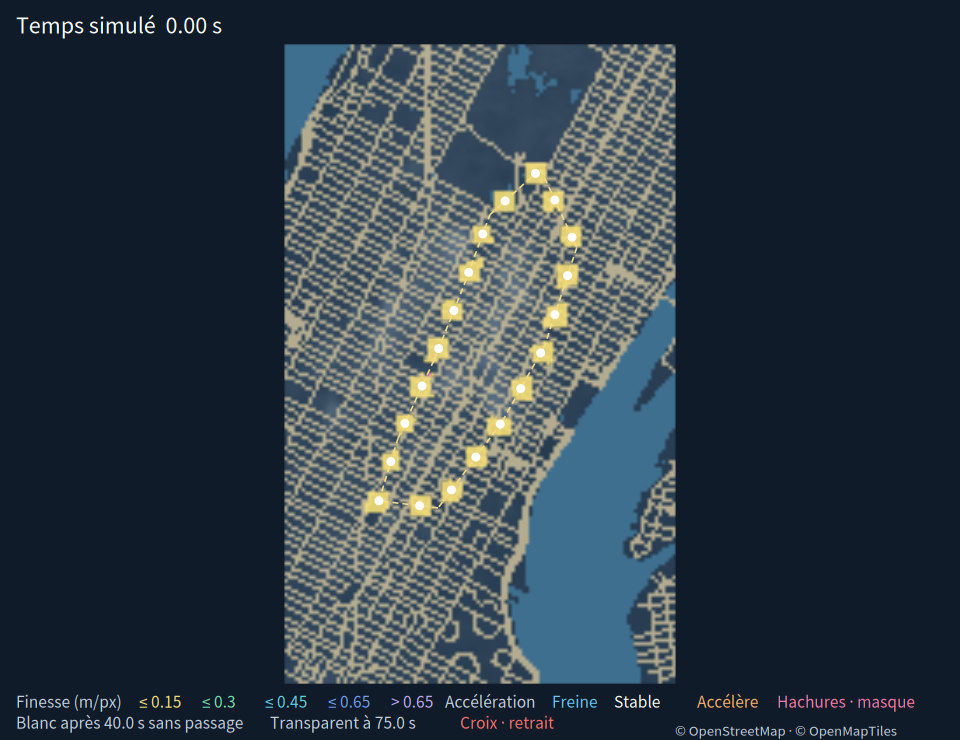 Temps simulé 0.00 s
Finesse (m/px) ≤ 0.15 ≤ 0.3 ≤ 0.45 ≤ 0.65 > 0.65 Accélération Freine Stable Accélère Hachures · masque
Blanc après 40.0 s sans passage Transparent à 75.0 s Croix · retrait
© OpenStreetMap · © OpenMapTiles